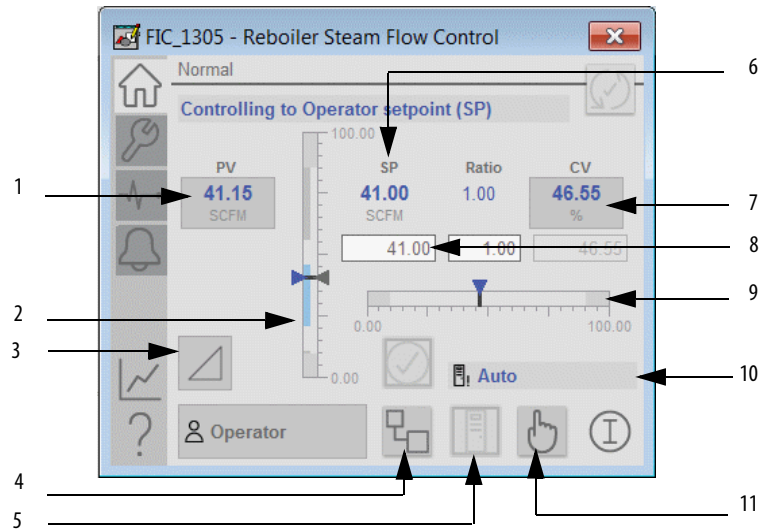 FIC_1305 - Reboiler Steam Flow Control
Normal
6
Controlling to Operator setpoint (SP)
100.00
PV SP Ratio CV
1 41.15 41.00 1.00 46.55 7
SCFM SCFM %
41.00 1.00 46.55 8
9
2
0.00 100.00
3
0.00
Auto 10
? Operator
4
5
11